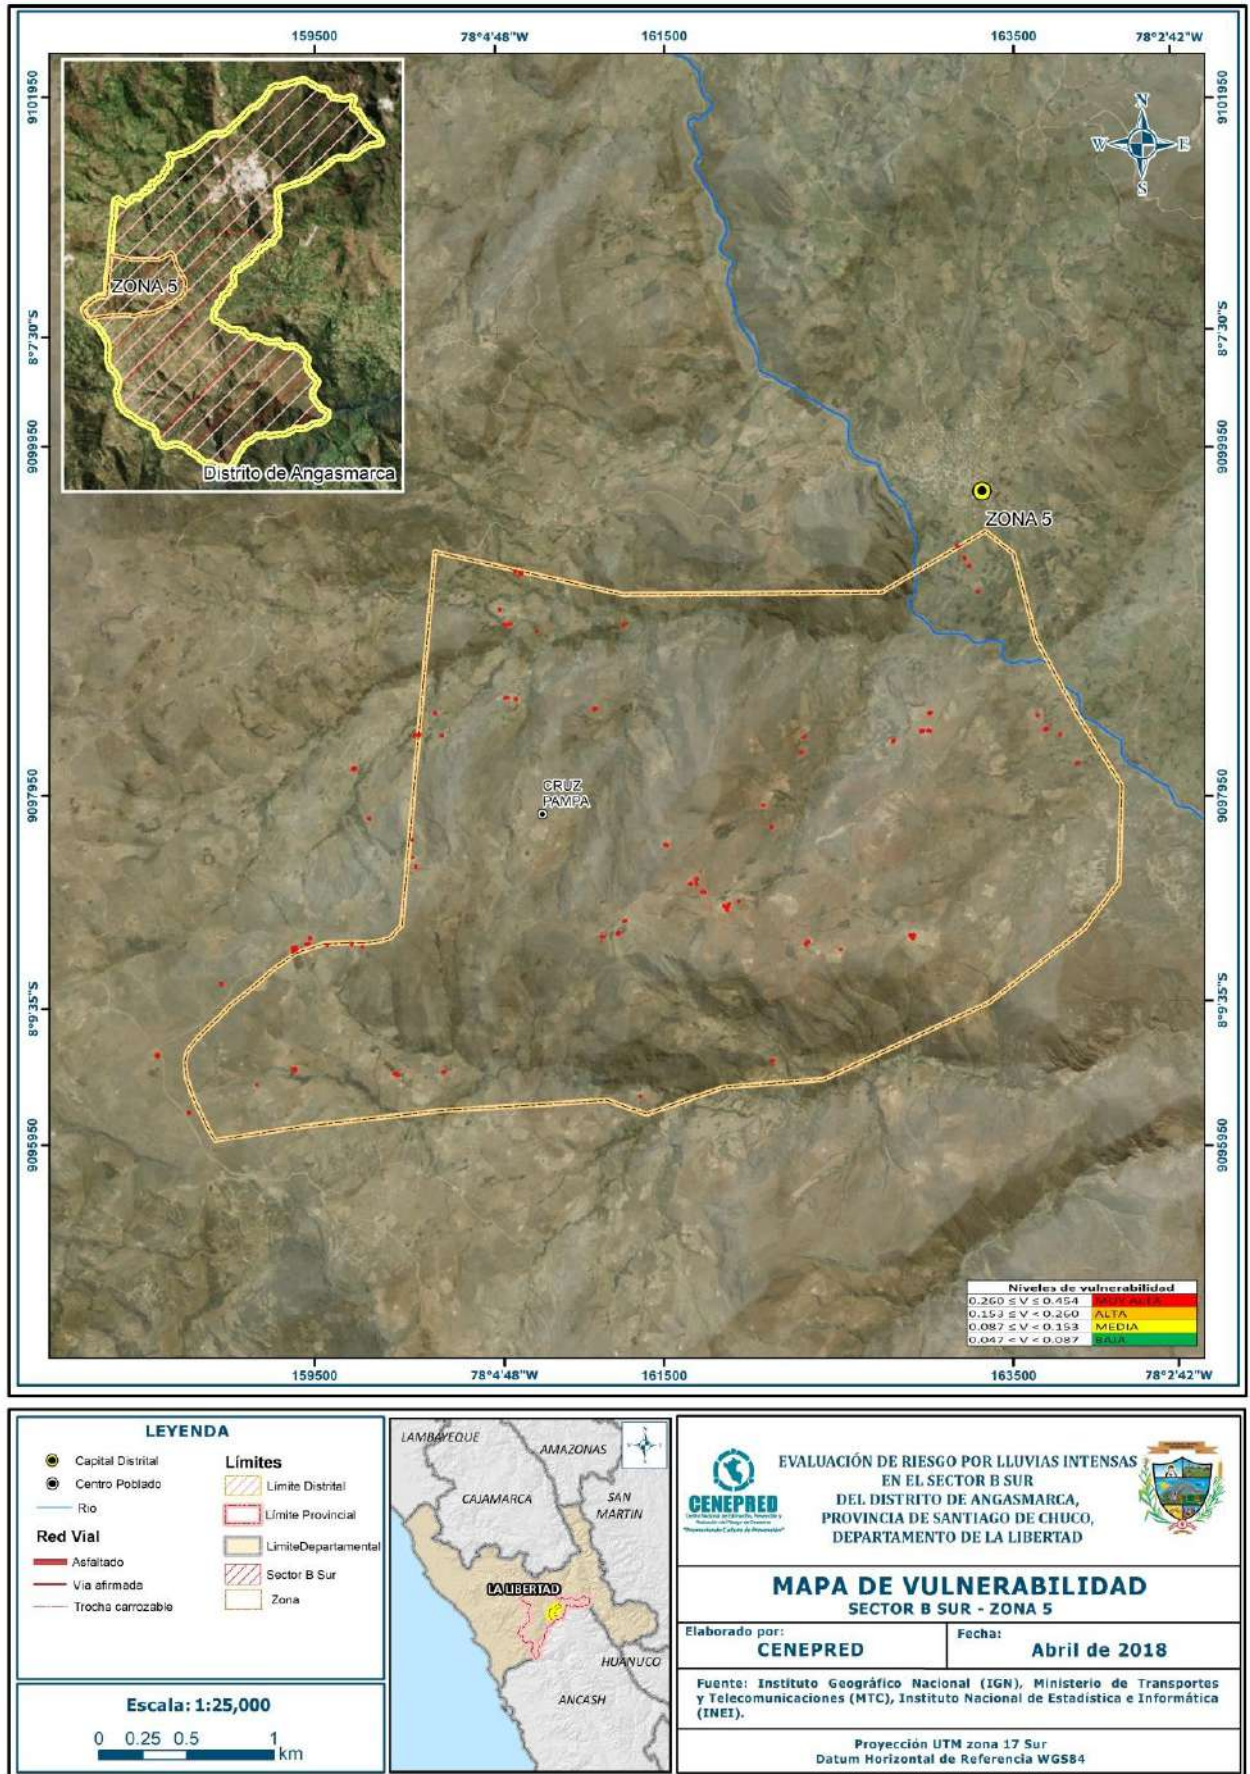 159500 78°4'48"W 161500 163500 78°2'42"W
9101950
9101950
N
W E
S
ZONA 5
Distrito de Angasmarca
8°7'30"S
8°7'30"S
9099950
9099950
ZONA 5
CRUZ
PAMPA
9097950
9097950
8°9'35"S
8°9'35"S
9095950
9095950
Niveles de vulnerabilidad
0.260 ≤ V ≤ 0.454 MUY ALTA
0.153 ≤ V < 0.260 ALTA
0.087 ≤ V < 0.153 MEDIA
0.047 < V < 0.087 BAJA
159500 78°4'48"W 161500 163500 78°2'42"W
LEYENDA
Capital Distrital
Centro Poblado
Rio
Red Vial
Asfaltado
Via afirmada
Trocha carrozable
Límites
Límite Distrital
Límite Provincial
LimiteDepartamental
Sector B Sur
Zona
Escala: 1:25,000
0 0.25 0.5 1
km
LAMBAYEQUE
AMAZONAS
CAJAMARCA
SAN
MARTIN
LA LIBERTAD
HUANUCO
ANCASH
CENEPRED
EVALUACIÓN DE RIESGO POR LLUVIAS INTENSAS
EN EL SECTOR B SUR
DEL DISTRITO DE ANGASMARCA,
PROVINCIA DE SANTIAGO DE CHUCO,
DEPARTAMENTO DE LA LIBERTAD
MAPA DE VULNERABILIDAD
SECTOR B SUR - ZONA 5
Elaborado por:
CENEPRED
Fecha:
Abril de 2018
Fuente: Instituto Geográfico Nacional (IGN), Ministerio de Transportes
y Telecomunicaciones (MTC), Instituto Nacional de Estadística e Informática
(INEI).
Proyección UTM zona 17 Sur
Datum Horizontal de Referencia WGS84